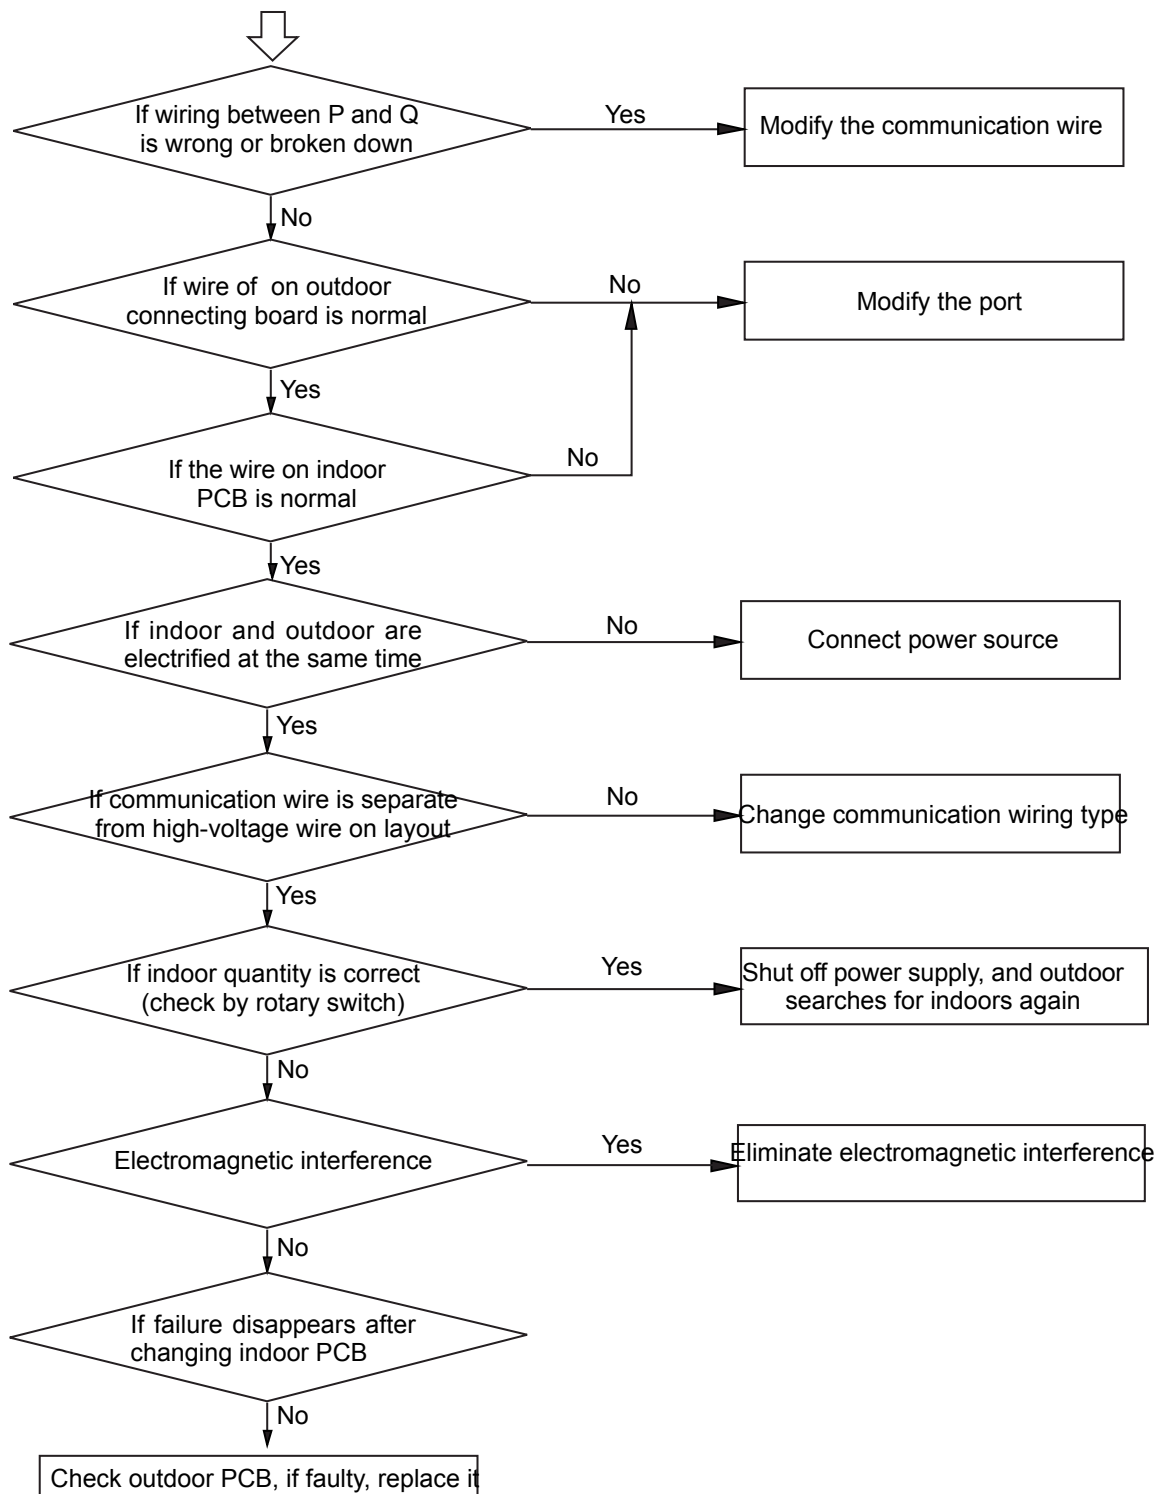 If wiring between P and Q
is wrong or broken down
Yes
Modify the communication wire
No
If wire of on outdoor
connecting board is normal
No
Modify the port
Yes
If the wire on indoor
PCB is normal
No
Yes
If indoor and outdoor are
electrified at the same time
No
Connect power source
Yes
If communication wire is separate
from high-voltage wire on layout
No
Change communication wiring type
Yes
If indoor quantity is correct
(check by rotary switch)
Yes
Shut off power supply, and outdoor
searches for indoors again
No
Electromagnetic interference
Yes
Eliminate electromagnetic interference
No
If failure disappears after
changing indoor PCB
No
Check outdoor PCB, if faulty, replace it